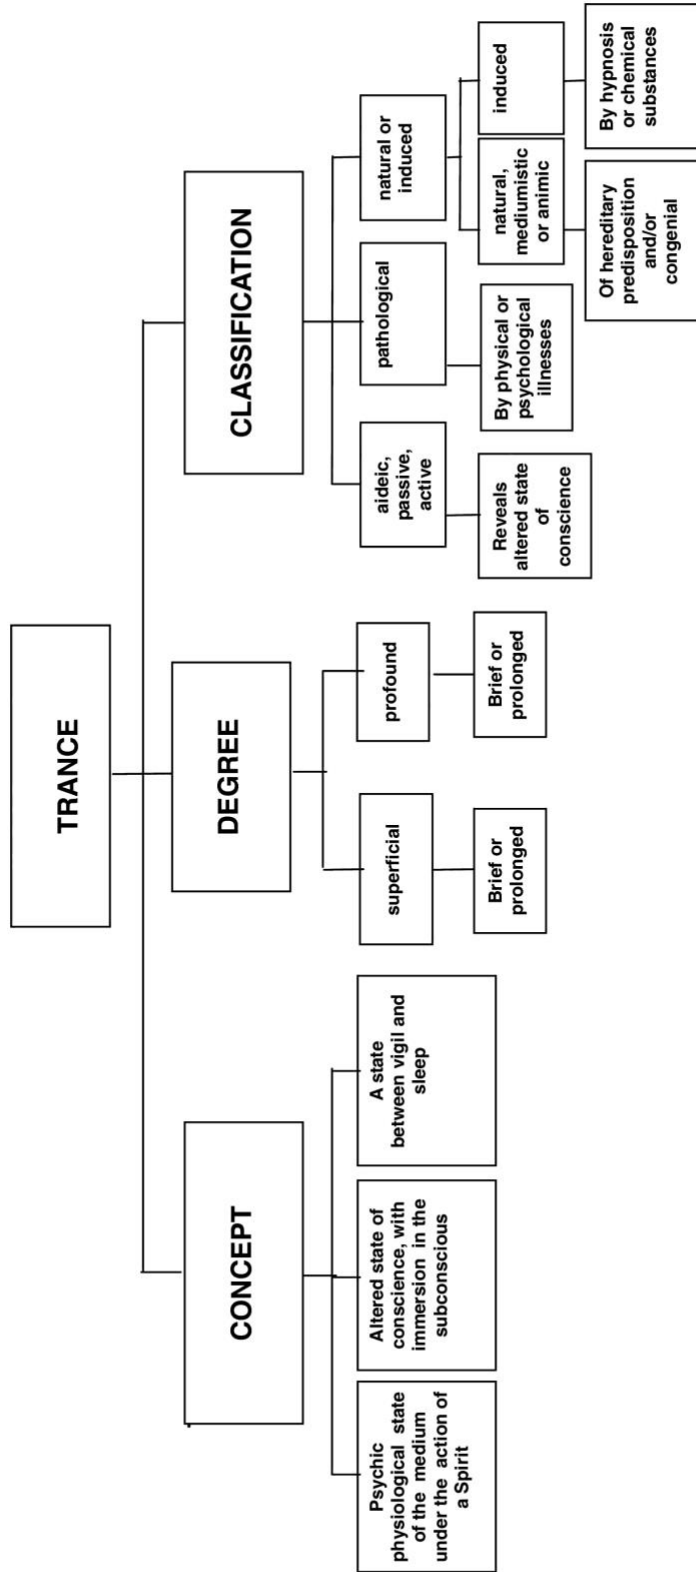 TRANCE
CONCEPT
DEGREE
CLASSIFICATION
Psychic
physiological state
of the medium
under the action of
a Spirit
Altered state of
conscience, with
immersion in the
subconscious
A state
between vigil and
sleep
superficial
profound
Brief or
prolonged
Brief or
prolonged
aideic,
passive,
active
pathological
natural or
induced
Reveals
altered state
of
conscience
By physical or
psychological
illnesses
natural,
mediumistic
or animic
induced
Of hereditary
predisposition
and/or
congenial
By hypnosis
or chemical
substances